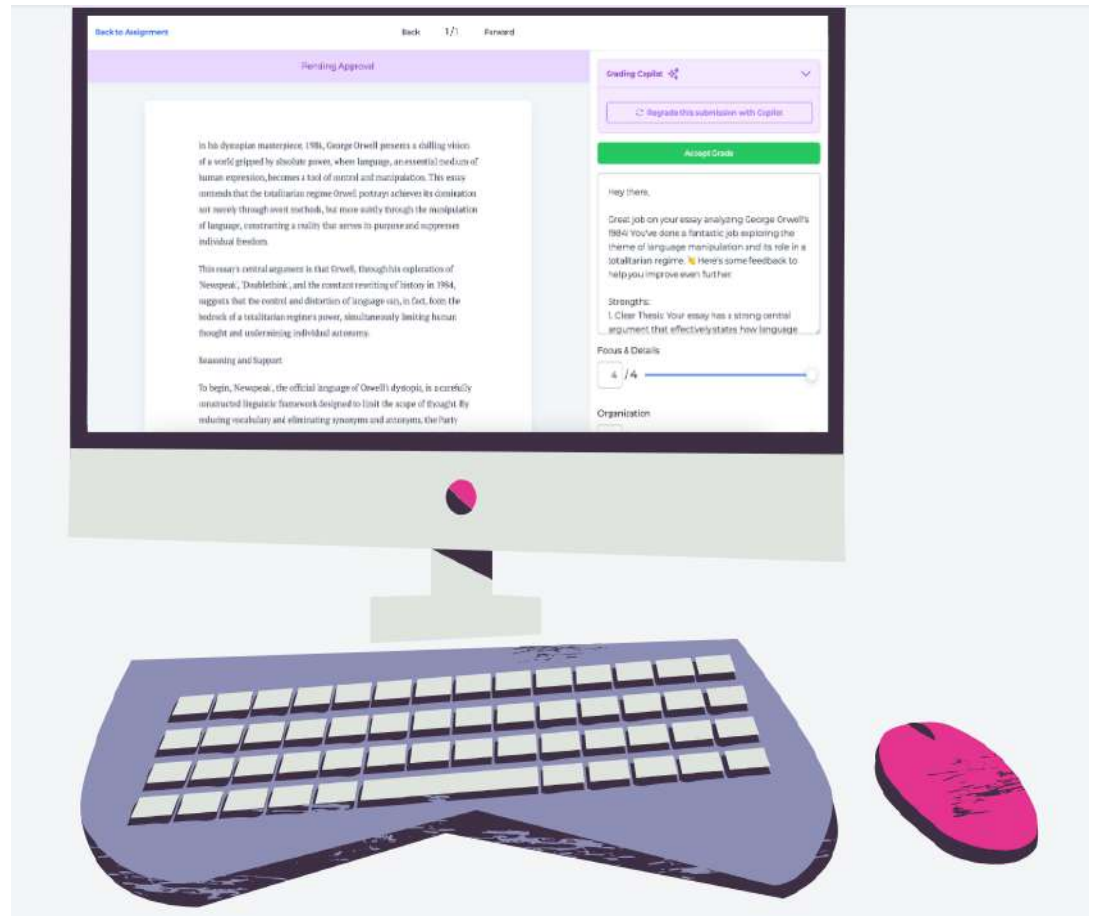 Back to Assignment
Back 1/1 Forward
Pending Approval
In his dystopian masterpiece, 1984, George Orwell presents a chilling vision
of a world gripped by absolute power, where language, an essential medium of
human expression, becomes a tool of control and manipulation. This essay
contends that the totalitarian regime Orwell portrays achieves its domination
not merely through overt methods, but more subtly through the manipulation
of language, constructing a reality that serves its purpose and suppresses
individual freedom.
This essay's central argument is that Orwell, through his exploration of
'Newspeak', 'Doublethink', and the constant rewriting of history in 1984,
suggests that the control and distortion of language can, in fact, form the
bedrock of a totalitarian regime's power, simultaneously limiting human
thought and undermining individual autonomy.
Reasoning and Support
To begin, 'Newspeak', the official language of Orwell's dystopia, is a carefully
constructed linguistic framework designed to limit the scope of thought. By
reducing vocabulary and eliminating synonyms and antonyms, the Party
Grading Copilot
Regrade this submission with Copilot
Accept Grade
Hey there,
Great job on your essay analyzing George Orwell's
1984! You've done a fantastic job exploring the
theme of language manipulation and its role in a
totalitarian regime. 👏 Here's some feedback to
help you improve even further:
Strengths:
1. Clear Thesis: Your essay has a strong central
argument that effectively states how language
Focus & Details
4 / 4
Organization